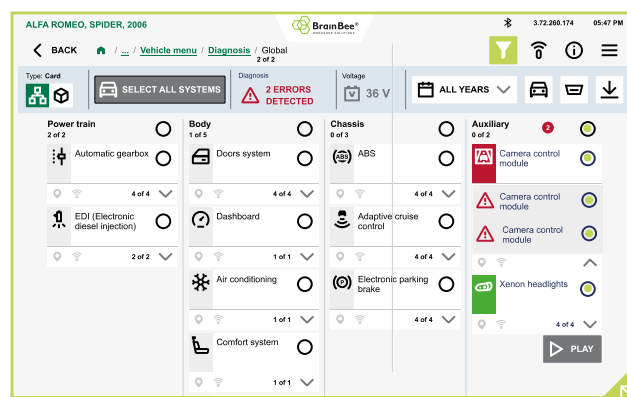 ALFA ROMEO, SPIDER, 2006
BrainBee®
3.72.260.174
05:47 PM
BACK / ... / Vehicle menu / Diagnosis / Global
2 of 2
Type: Card
SELECT ALL SYSTEMS
Diagnosis
2 ERRORS
DETECTED
Voltage
V
36 V
ALL YEARS
Power train
2 of 2
Automatic gearbox
4 of 4
EDI (Electronic
diesel injection)
2 of 2
Body
1 of 5
Doors system
4 of 4
Dashboard
1 of 1
Air conditioning
1 of 1
Comfort system
1 of 1
Chassis
0 of 3
ABS
ABS
4 of 4
Adaptive cruise
control
4 of 4
P
Electronic parking
brake
4 of 4
Auxiliary
0 of 2
2
Camera control
module
Camera control
module
Camera control
module
Xenon headlights
4 of 4
PLAY